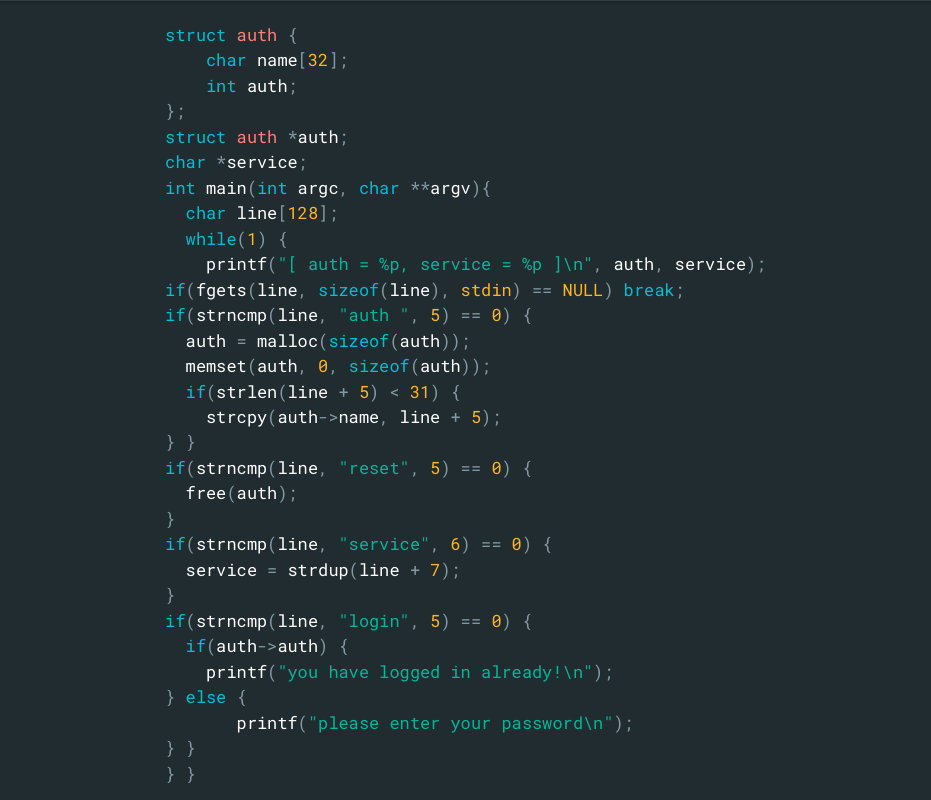 struct auth {
    char name[32];
    int auth;
};
struct auth *auth;
char *service;
int main(int argc, char **argv){
  char line[128];
  while(1) {
    printf("[ auth = %p, service = %p ]\n", auth, service);
if(fgets(line, sizeof(line), stdin) == NULL) break;
if(strncmp(line, "auth ", 5) == 0) {
  auth = malloc(sizeof(auth));
  memset(auth, 0, sizeof(auth));
  if(strlen(line + 5) < 31) {
    strcpy(auth->name, line + 5);
} }
if(strncmp(line, "reset", 5) == 0) {
  free(auth);
}
if(strncmp(line, "service", 6) == 0) {
  service = strdup(line + 7);
}
if(strncmp(line, "login", 5) == 0) {
  if(auth->auth) {
    printf("you have logged in already!\n");
} else {
       printf("please enter your password\n");
} }
} }